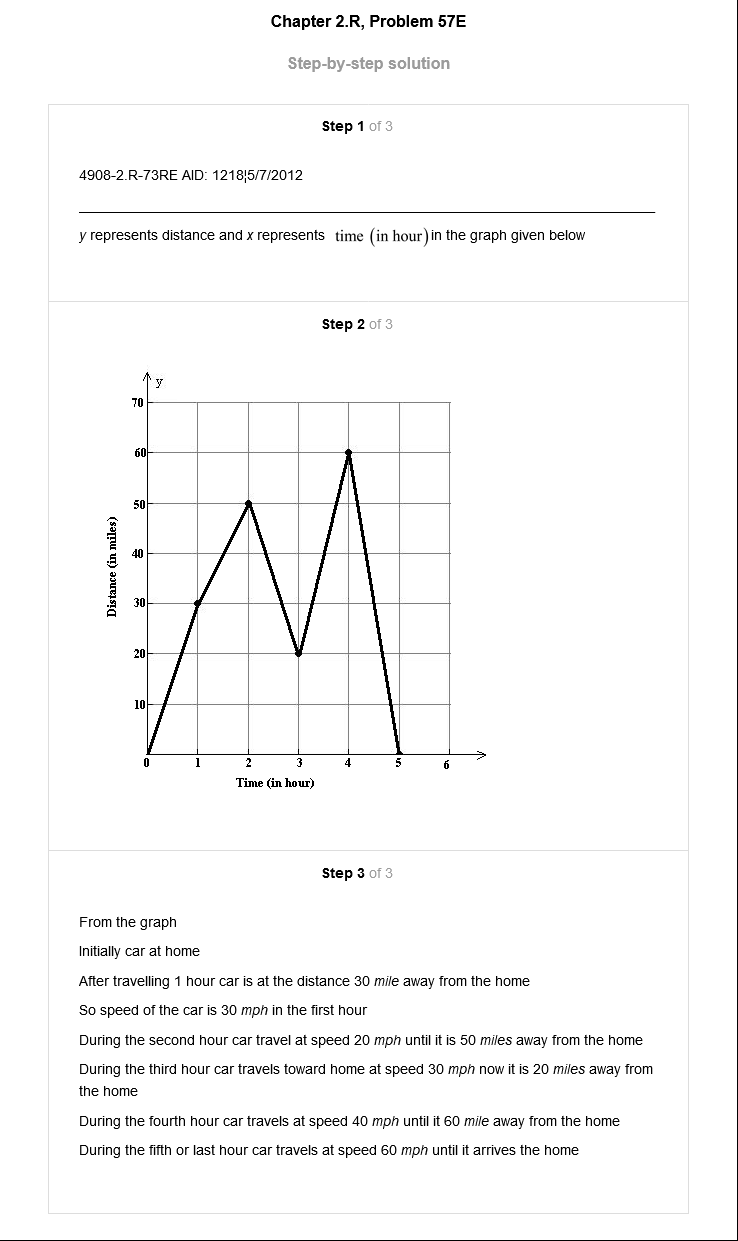 Chapter 2.R, Problem 57E
Step-by-step solution
Step 1 of 3
4908-2.R-73RE AID: 1218¦5/7/2012
y represents distance and x represents time (in hour) in the graph given below
Step 2 of 3
y
70
60
50
40
30
20
10
Distance (in miles)
0 1 2 3 4 5 6
Time (in hour)
Step 3 of 3
From the graph
Initially car at home
After travelling 1 hour car is at the distance 30 mile away from the home
So speed of the car is 30 mph in the first hour
During the second hour car travel at speed 20 mph until it is 50 miles away from the home
During the third hour car travels toward home at speed 30 mph now it is 20 miles away from
the home
During the fourth hour car travels at speed 40 mph until it 60 mile away from the home
During the fifth or last hour car travels at speed 60 mph until it arrives the home